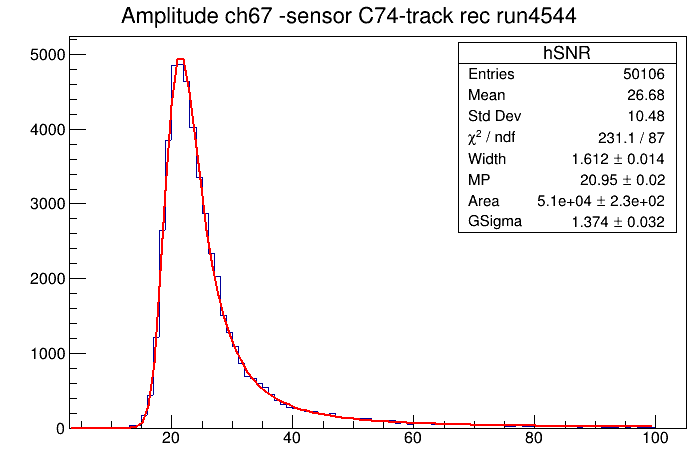 Amplitude ch67 -sensor C74-track rec run4544
hSNR
Entries 50106
Mean 26.68
Std Dev 10.48
χ² / ndf 231.1 / 87
Width 1.612 ± 0.014
MP 20.95 ± 0.02
Area 5.1e+04 ± 2.3e+02
GSigma 1.374 ± 0.032
5000
4000
3000
2000
1000
0
20 40 60 80 100